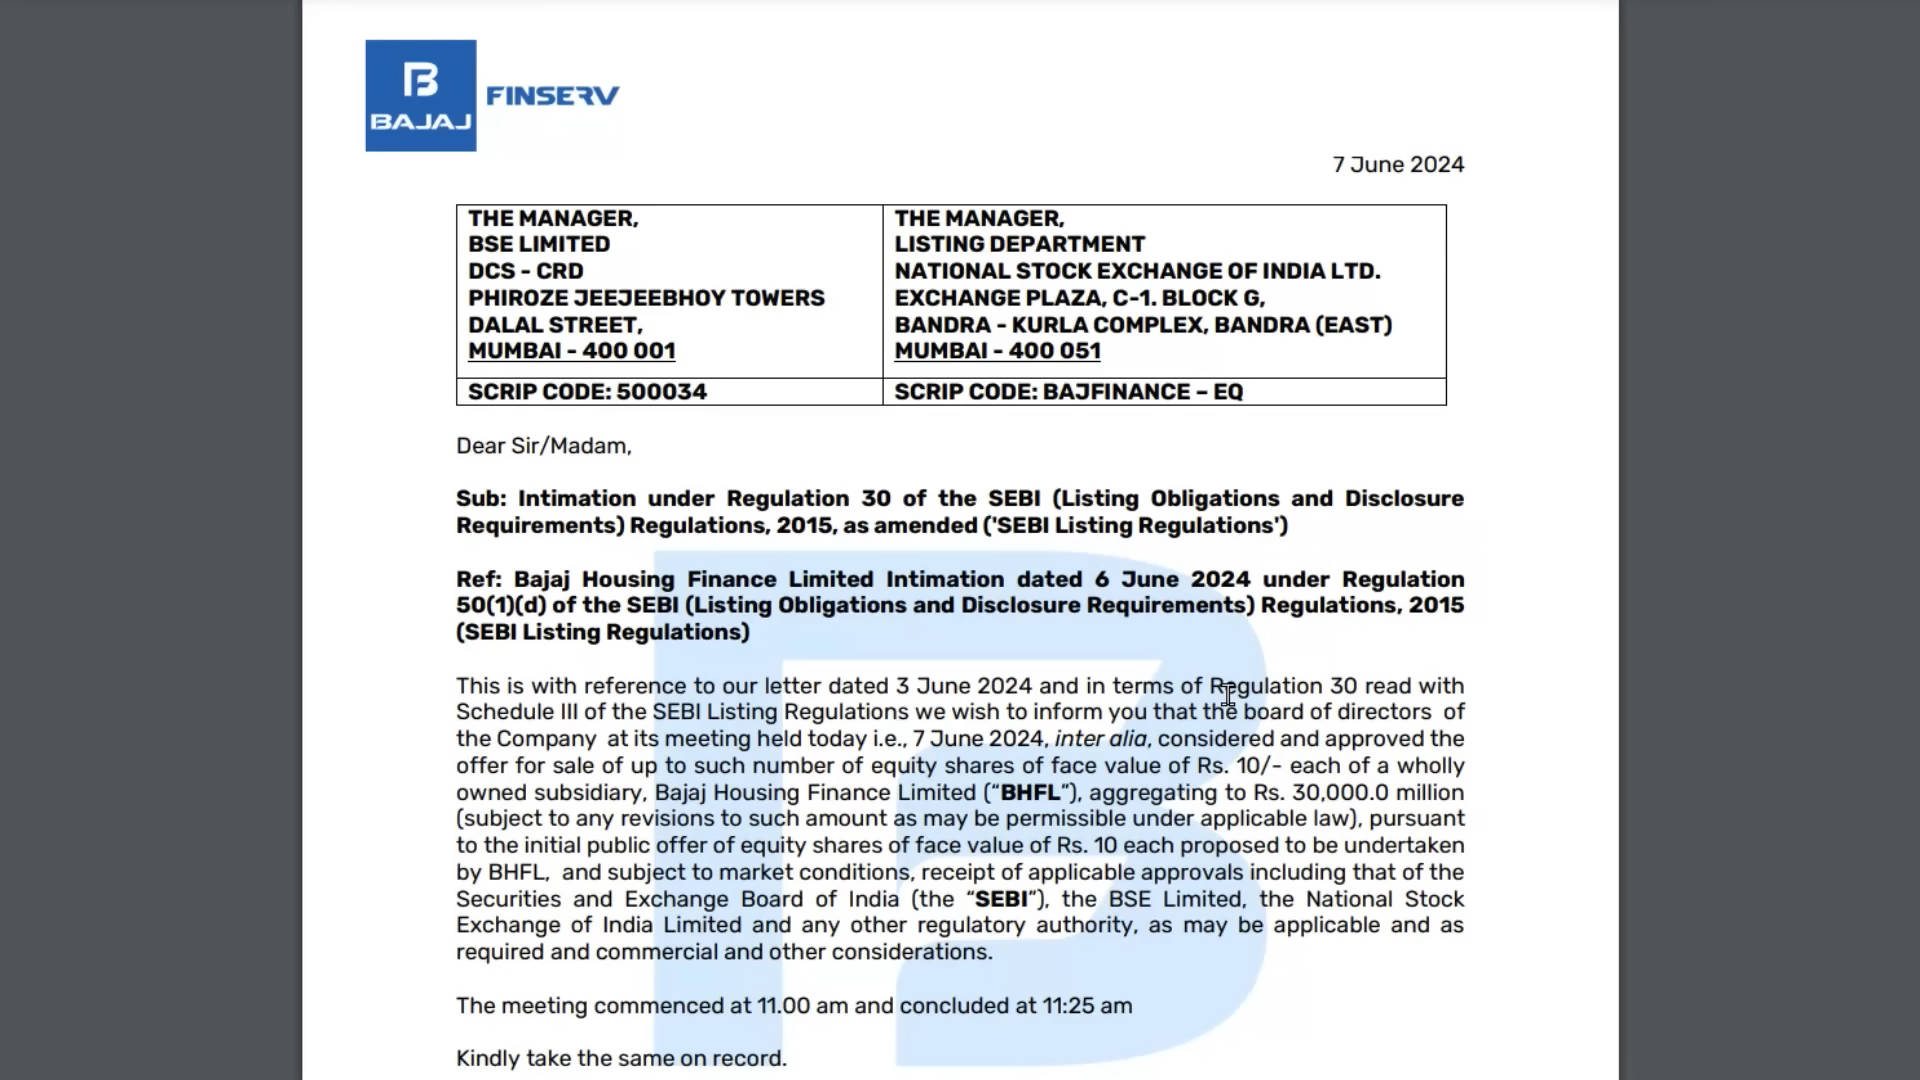 B
BAJAJ
FINSERV
7 June 2024
THE MANAGER,
BSE LIMITED
DCS - CRD
PHIROZE JEEJEEBHOY TOWERS
DALAL STREET,
MUMBAI - 400 001
THE MANAGER,
LISTING DEPARTMENT
NATIONAL STOCK EXCHANGE OF INDIA LTD.
EXCHANGE PLAZA, C-1. BLOCK G,
BANDRA - KURLA COMPLEX, BANDRA (EAST)
MUMBAI - 400 051
SCRIP CODE: 500034
SCRIP CODE: BAJFINANCE – EQ
Dear Sir/Madam,
Sub: Intimation under Regulation 30 of the SEBI (Listing Obligations and Disclosure
Requirements) Regulations, 2015, as amended ('SEBI Listing Regulations')
Ref: Bajaj Housing Finance Limited Intimation dated 6 June 2024 under Regulation
50(1)(d) of the SEBI (Listing Obligations and Disclosure Requirements) Regulations, 2015
(SEBI Listing Regulations)
This is with reference to our letter dated 3 June 2024 and in terms of Regulation 30 read with
Schedule III of the SEBI Listing Regulations we wish to inform you that the board of directors of
the Company at its meeting held today i.e., 7 June 2024, inter alia, considered and approved the
offer for sale of up to such number of equity shares of face value of Rs. 10/- each of a wholly
owned subsidiary, Bajaj Housing Finance Limited (“BHFL”), aggregating to Rs. 30,000.0 million
(subject to any revisions to such amount as may be permissible under applicable law), pursuant
to the initial public offer of equity shares of face value of Rs. 10 each proposed to be undertaken
by BHFL, and subject to market conditions, receipt of applicable approvals including that of the
Securities and Exchange Board of India (the “SEBI”), the BSE Limited, the National Stock
Exchange of India Limited and any other regulatory authority, as may be applicable and as
required and commercial and other considerations.
The meeting commenced at 11.00 am and concluded at 11:25 am
Kindly take the same on record.